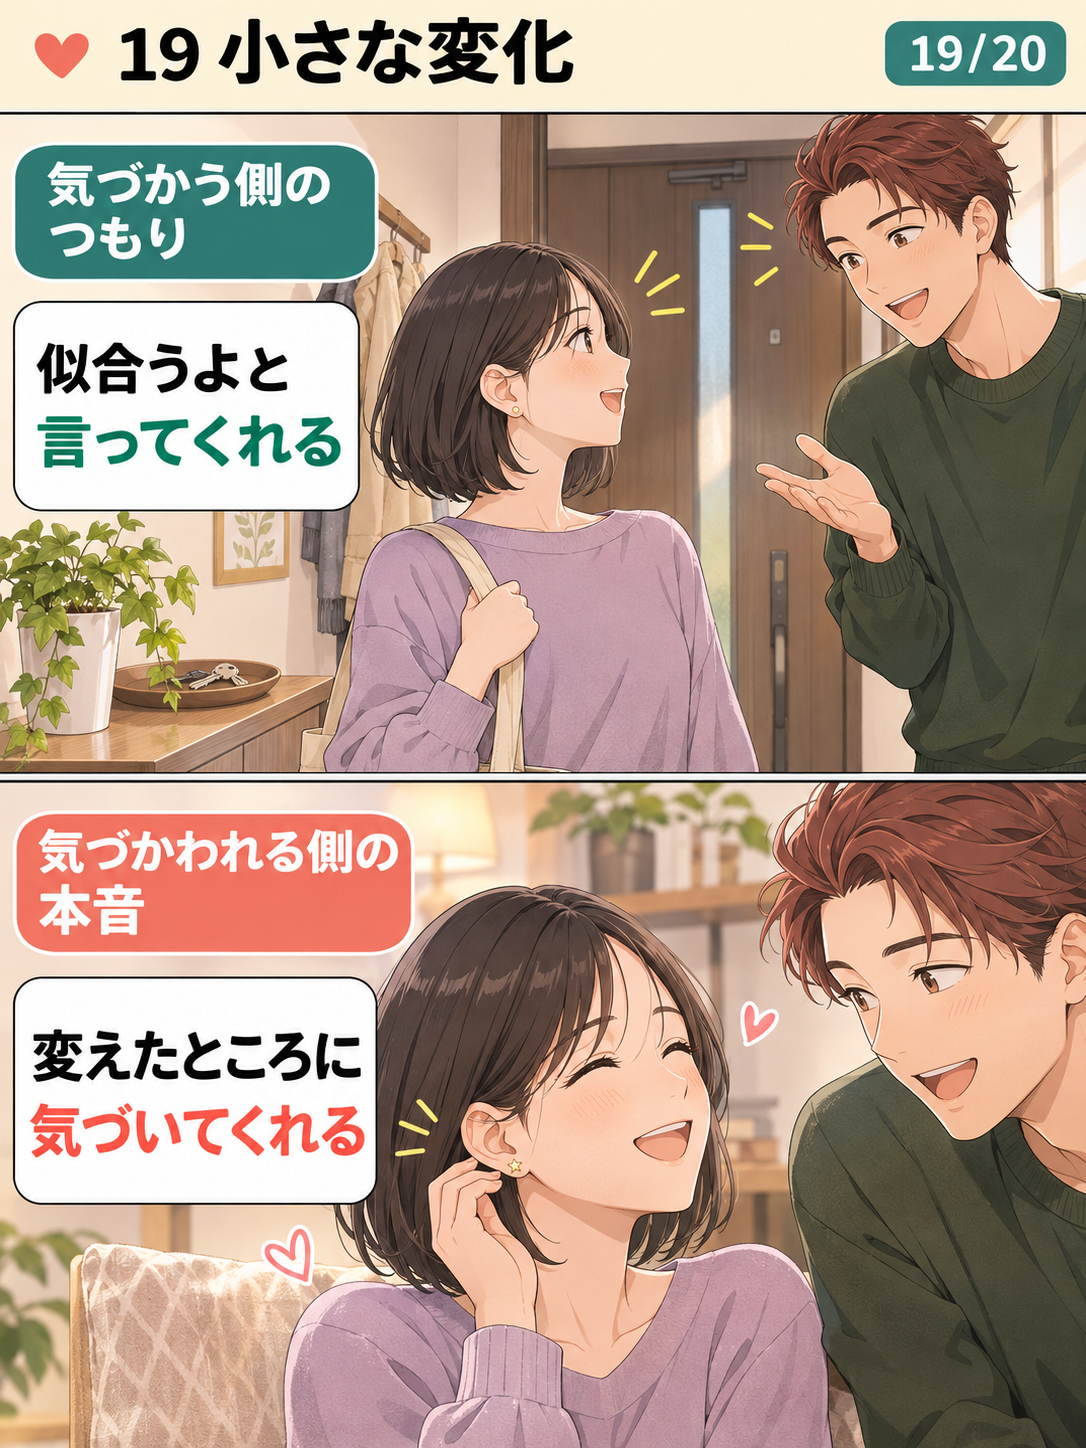 19 小さな変化
19/20
気づかう側の
つもり
似合うよと
言ってくれる
気づかわれる側の
本音
変えたところに
気づいてくれる